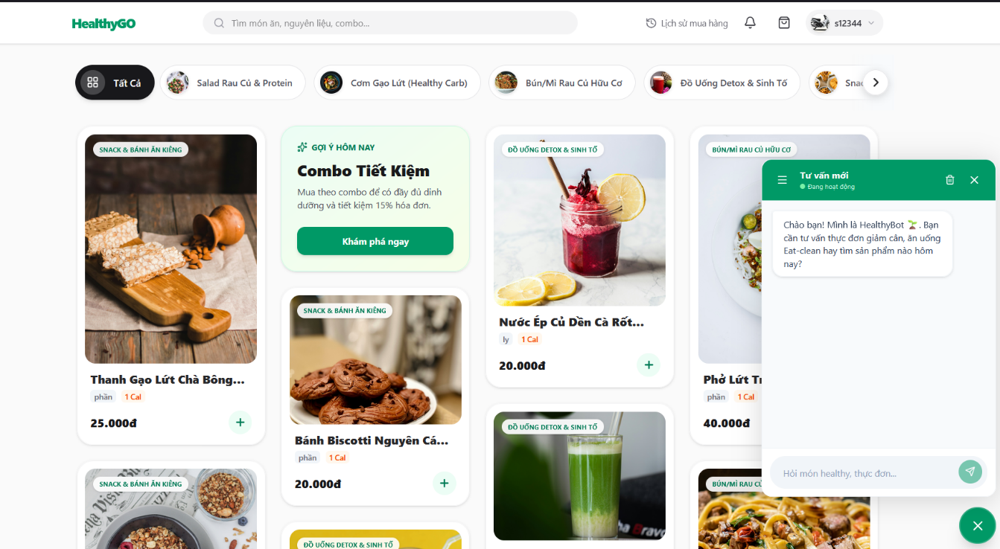 HealthyGO
Tìm món ăn, nguyên liệu, combo...
Lịch sử mua hàng
s12344
Tất Cả
Salad Rau Củ & Protein
Cơm Gạo Lứt (Healthy Carb)
Bún/Mì Rau Củ Hữu Cơ
Đồ Uống Detox & Sinh Tố
SNACK & BÁNH ĂN KIÊNG
Thanh Gạo Lứt Chà Bông...
phần 1 Cal
25.000đ
SNACK & BÁNH ĂN KIÊNG
GỢI Ý HÔM NAY
Combo Tiết Kiệm
Mua theo combo để có đầy đủ dinh
dưỡng và tiết kiệm 15% hóa đơn.
Khám phá ngay
SNACK & BÁNH ĂN KIÊNG
Bánh Biscotti Nguyên Cá...
phần 1 Cal
20.000đ
ĐỒ UỐNG DETOX & SINH TỐ
ĐỒ UỐNG DETOX & SINH TỐ
Nước Ép Củ Dền Cà Rốt...
ly 1 Cal
20.000đ
ĐỒ UỐNG DETOX & SINH TỐ
BÚN/MÌ RAU CỦ HỮU CƠ
Phở Lứt
phần 1 Cal
40.000đ
BÚN/MÌ RAU
Tư vấn mới
Đang hoạt động
Chào bạn! Mình là HealthyBot 🌱. Bạn
cần tư vấn thực đơn giảm cân, ăn uống
Eat-clean hay tìm sản phẩm nào hôm
nay?
Hỏi món healthy, thực đơn...